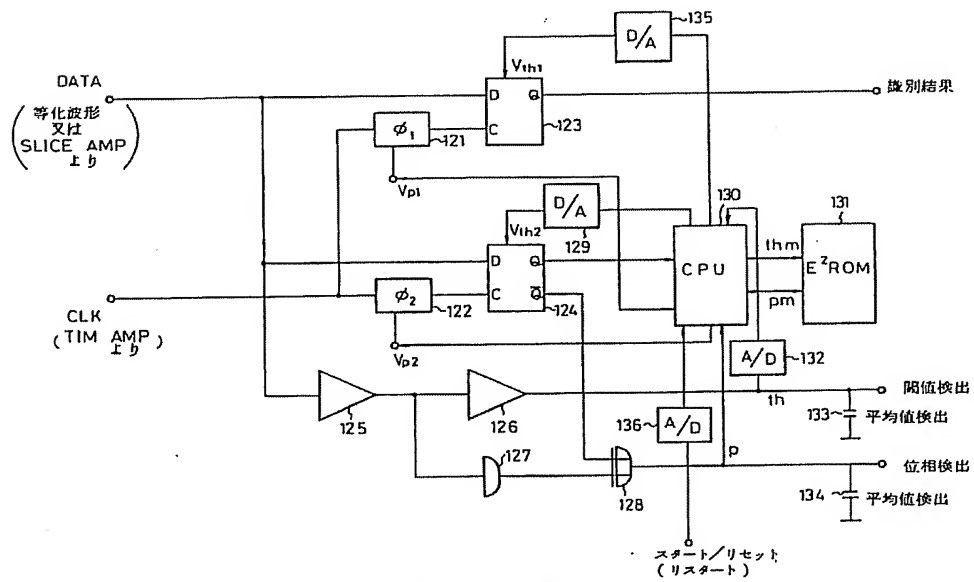 135
D/A
Vth1
DATA
(等化波形
又は
SLICE AMP
より)
D Q
C
123
識別結果
φ1
121
Vp1
D/A
129
Vth2
130
131
CPU
thm
pm
E²ROM
D Q
C Q̅
124
φ2
122
Vp2
CLK
(TIM AMP
より)
A/D
132
125
126
th
閾値検出
133
平均値検出
136
A/D
127
128
p
位相検出
134
平均値検出
スタート/リセット
(リスタート)